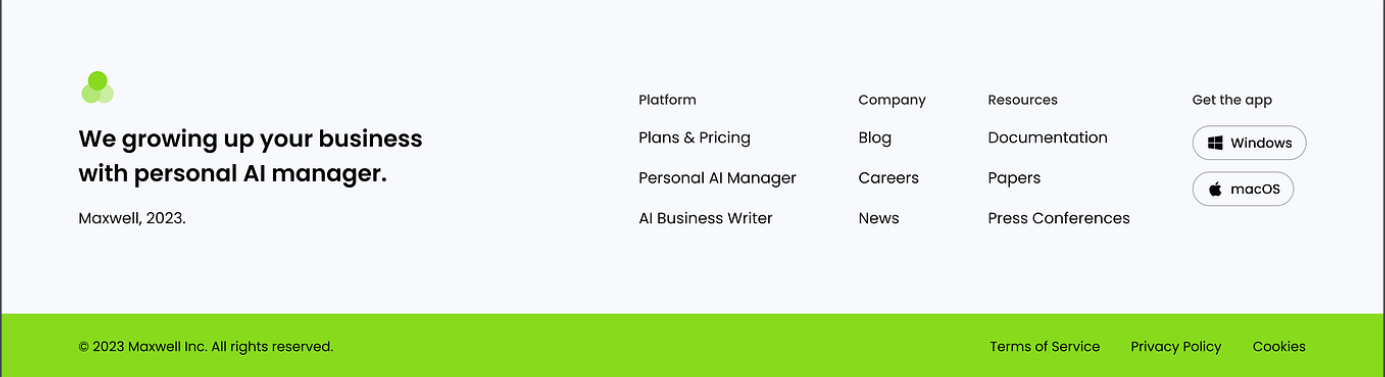 We growing up your business
with personal AI manager.
Maxwell, 2023.
Platform
Plans & Pricing
Personal AI Manager
AI Business Writer
Company
Blog
Careers
News
Resources
Documentation
Papers
Press Conferences
Get the app
Windows
macOS
© 2023 Maxwell Inc. All rights reserved.
Terms of Service
Privacy Policy
Cookies